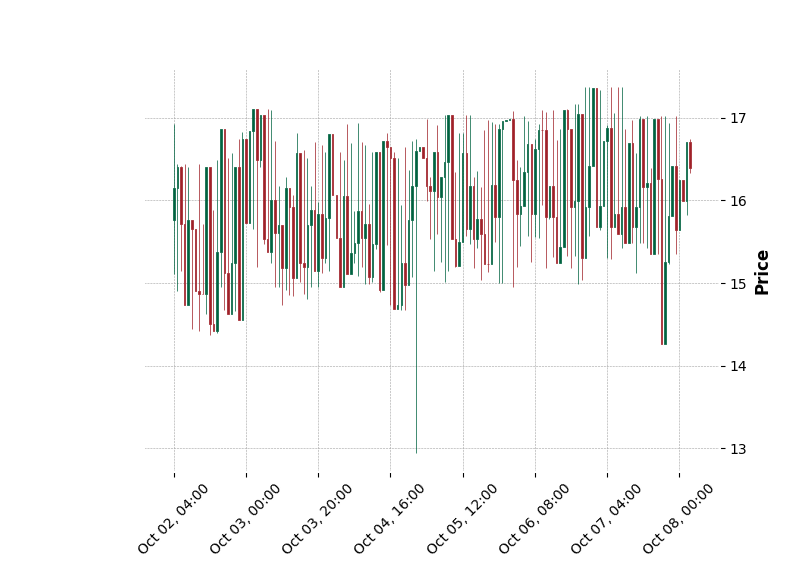 17
16
15
14
13
Price
Oct 02, 04:00
Oct 03, 00:00
Oct 03, 20:00
Oct 04, 16:00
Oct 05, 12:00
Oct 06, 08:00
Oct 07, 04:00
Oct 08, 00:00